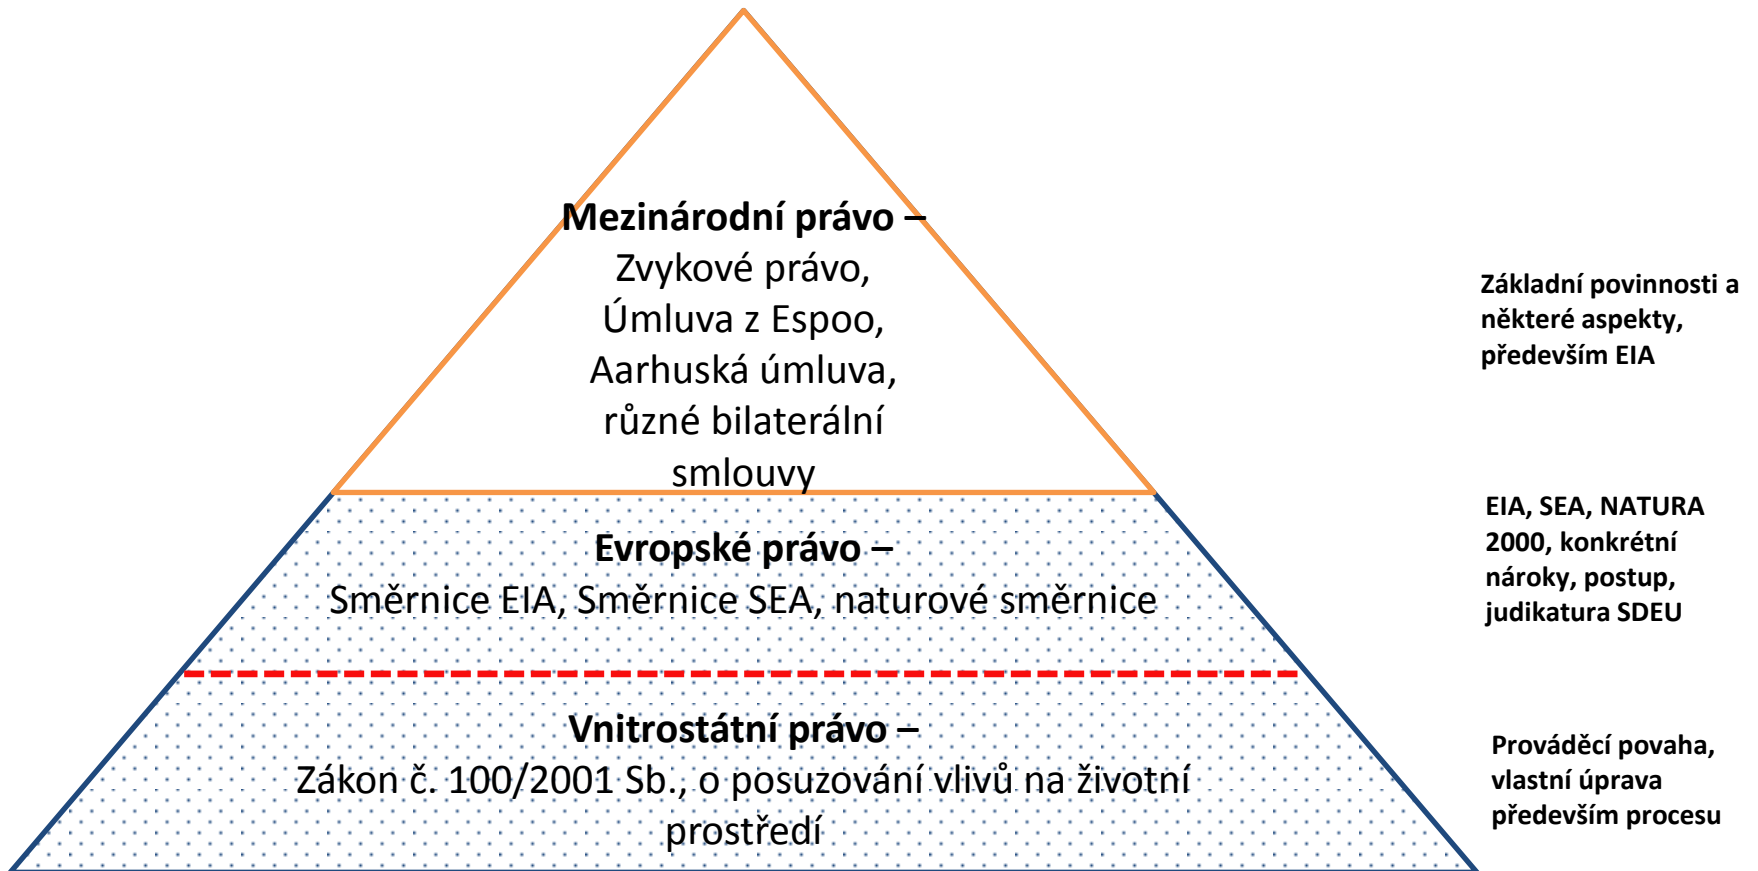 Mezinárodní právo –
Zvykové právo,
Úmluva z Espoo,
Aarhuská úmluva,
různé bilaterální
smlouvy
Základní povinnosti a
některé aspekty,
především EIA
Evropské právo –
Směrnice EIA, Směrnice SEA, naturové směrnice
EIA, SEA, NATURA
2000, konkrétní
nároky, postup,
judikatura SDEU
Vnitrostátní právo –
Zákon č. 100/2001 Sb., o posuzování vlivů na životní
prostředí
Prováděcí povaha,
vlastní úprava
především procesu